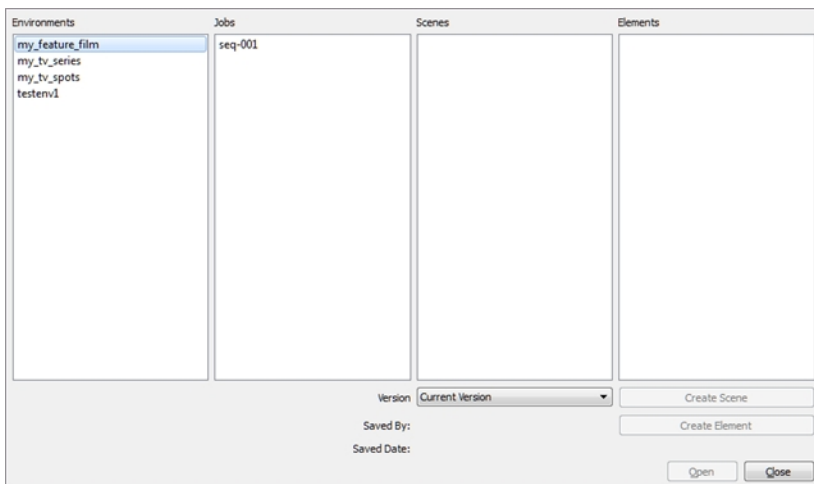 Environments Jobs Scenes Elements
my_feature_film seq-001
my_tv_series
my_tv_spots
testenv1
Version Current Version Create Scene
Saved By: Create Element
Saved Date:
Open Close